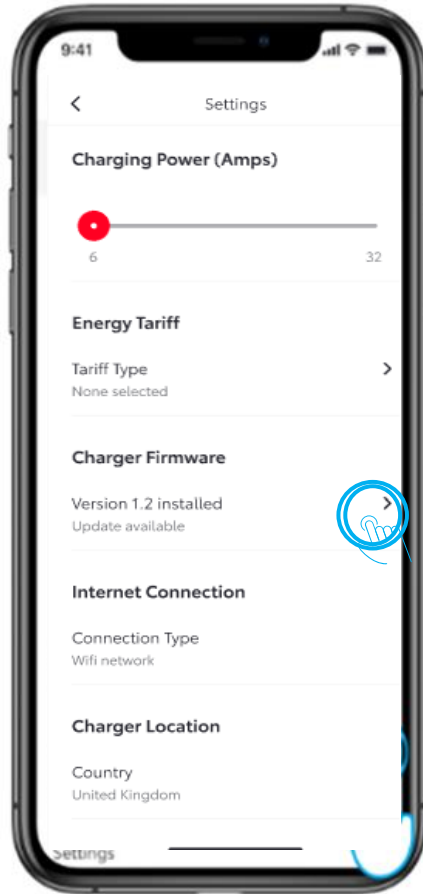 9:41
Settings
Charging Power (Amps)
6 32
Energy Tariff
Tariff Type
None selected
Charger Firmware
Version 1.2 installed
Update available
Internet Connection
Connection Type
Wifi network
Charger Location
Country
United Kingdom
Settings